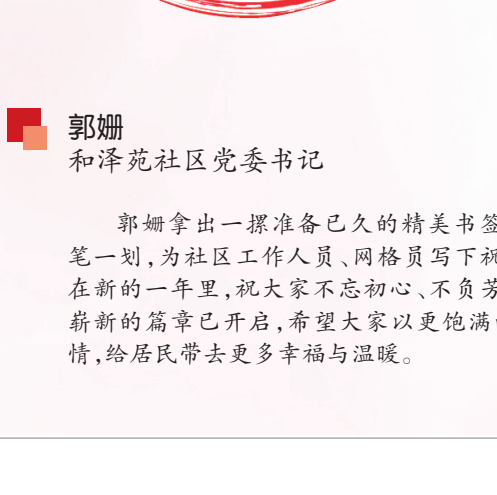 郭姗
和泽苑社区党委书记
郭姗拿出一摞准备已久的精美书签
笔一划，为社区工作人员、网格员写下祝
在新的一年里，祝大家不忘初心、不负芳
崭新的篇章已开启，希望大家以更饱满
情，给居民带去更多幸福与温暖。